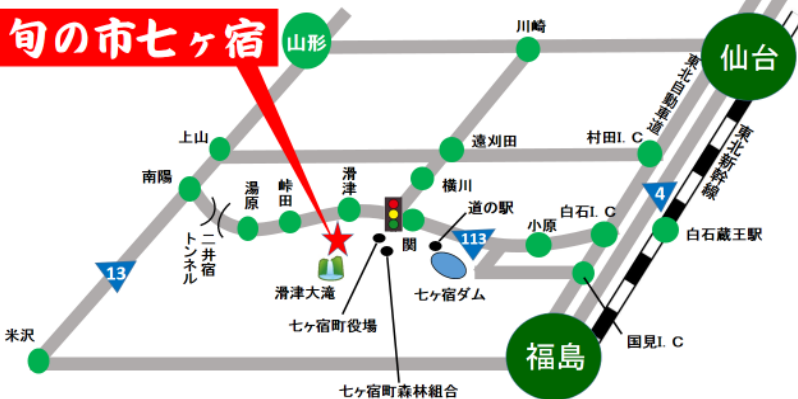 旬の市七ヶ宿
山形
川崎
仙台
東北自動車道
上山
遠刈田
村田I.C
東北新幹線
南陽
湯原
峠田
滑津
横川
道の駅
4
二井宿
トンネル
関
113
小原
白石I.C
白石蔵王駅
13
滑津大滝
七ヶ宿ダム
七ヶ宿町役場
米沢
福島
国見I.C
七ヶ宿町森林組合